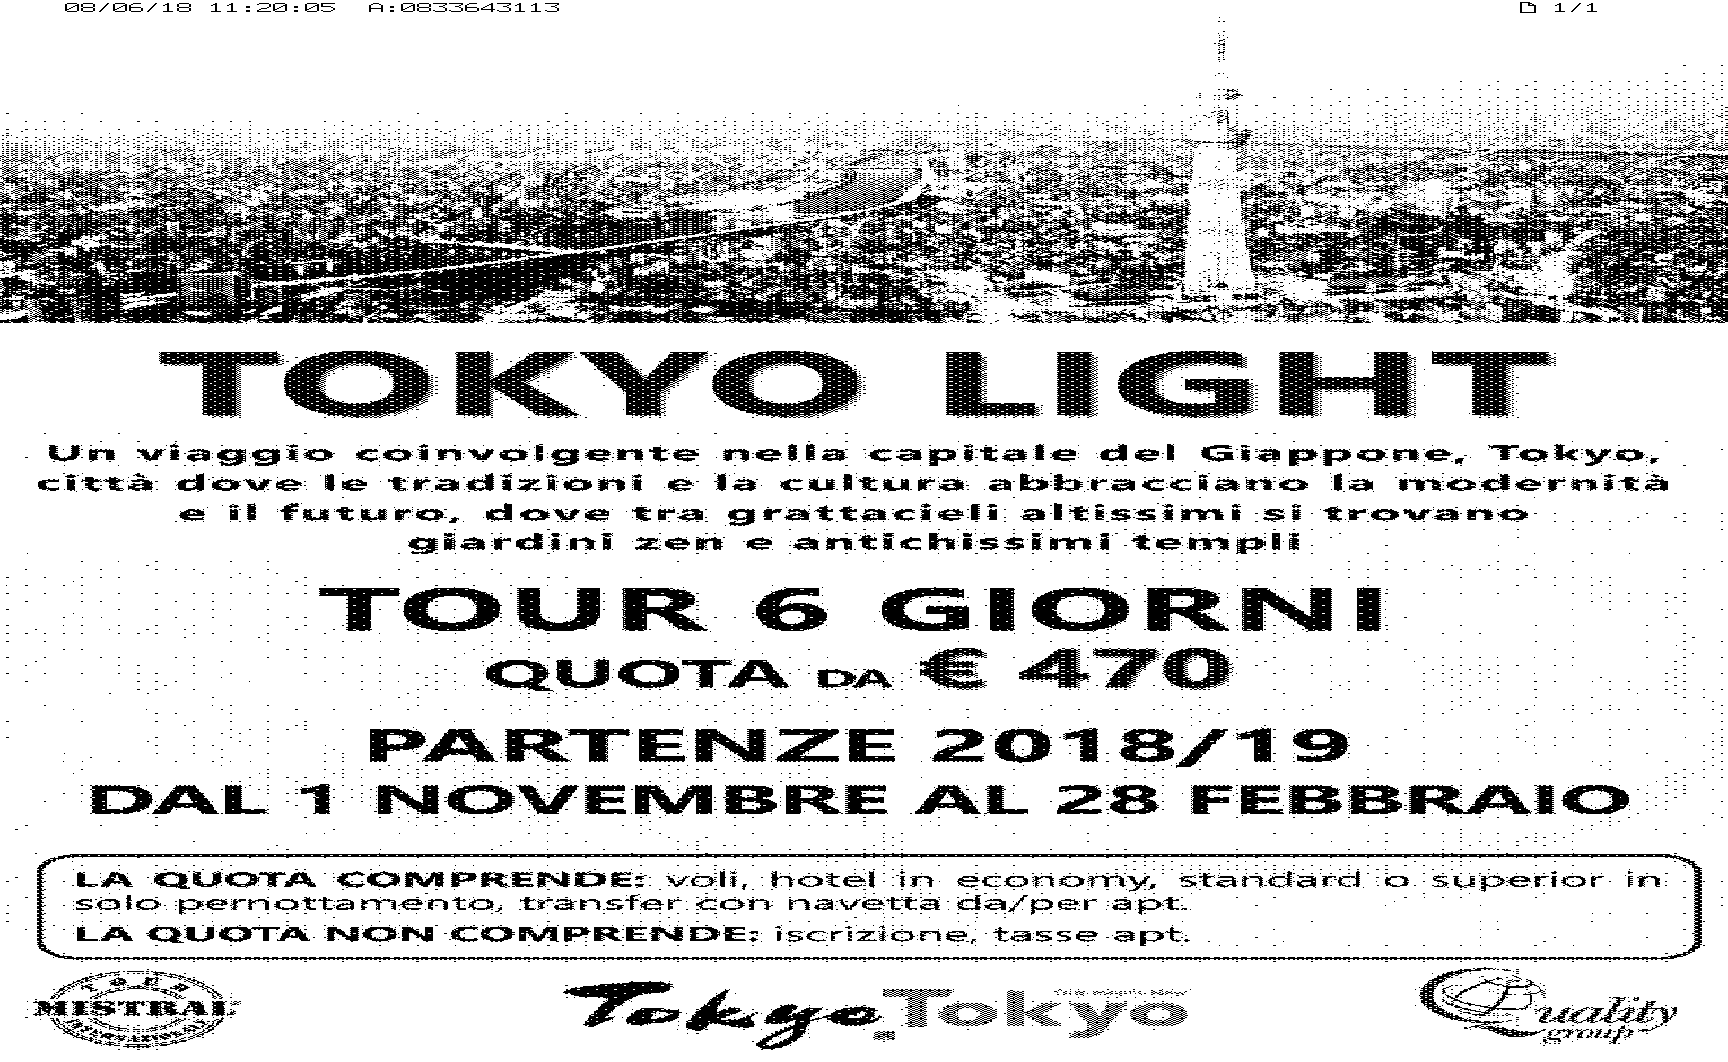 08/06/18 11:20:05 A:0833643113 1/1
TOKYO LIGHT
Un viaggio coinvolgente nella capitale del Giappone, Tokyo,
città dove le tradizioni e la cultura abbracciano la modernità
e il futuro, dove tra grattacieli altissimi si trovano
giardini zen e antichissimi templi
TOUR 6 GIORNI
QUOTA DA € 470
PARTENZE 2018/19
DAL 1 NOVEMBRE AL 28 FEBBRAIO
LA QUOTA COMPRENDE: voli, hotel in economy, standard o superior in
solo pernottamento, transfer con navetta da/per apt.
LA QUOTA NON COMPRENDE: iscrizione, tasse apt.
TOUR
MISTRAL
Tokyo Tokyo
Quality
group